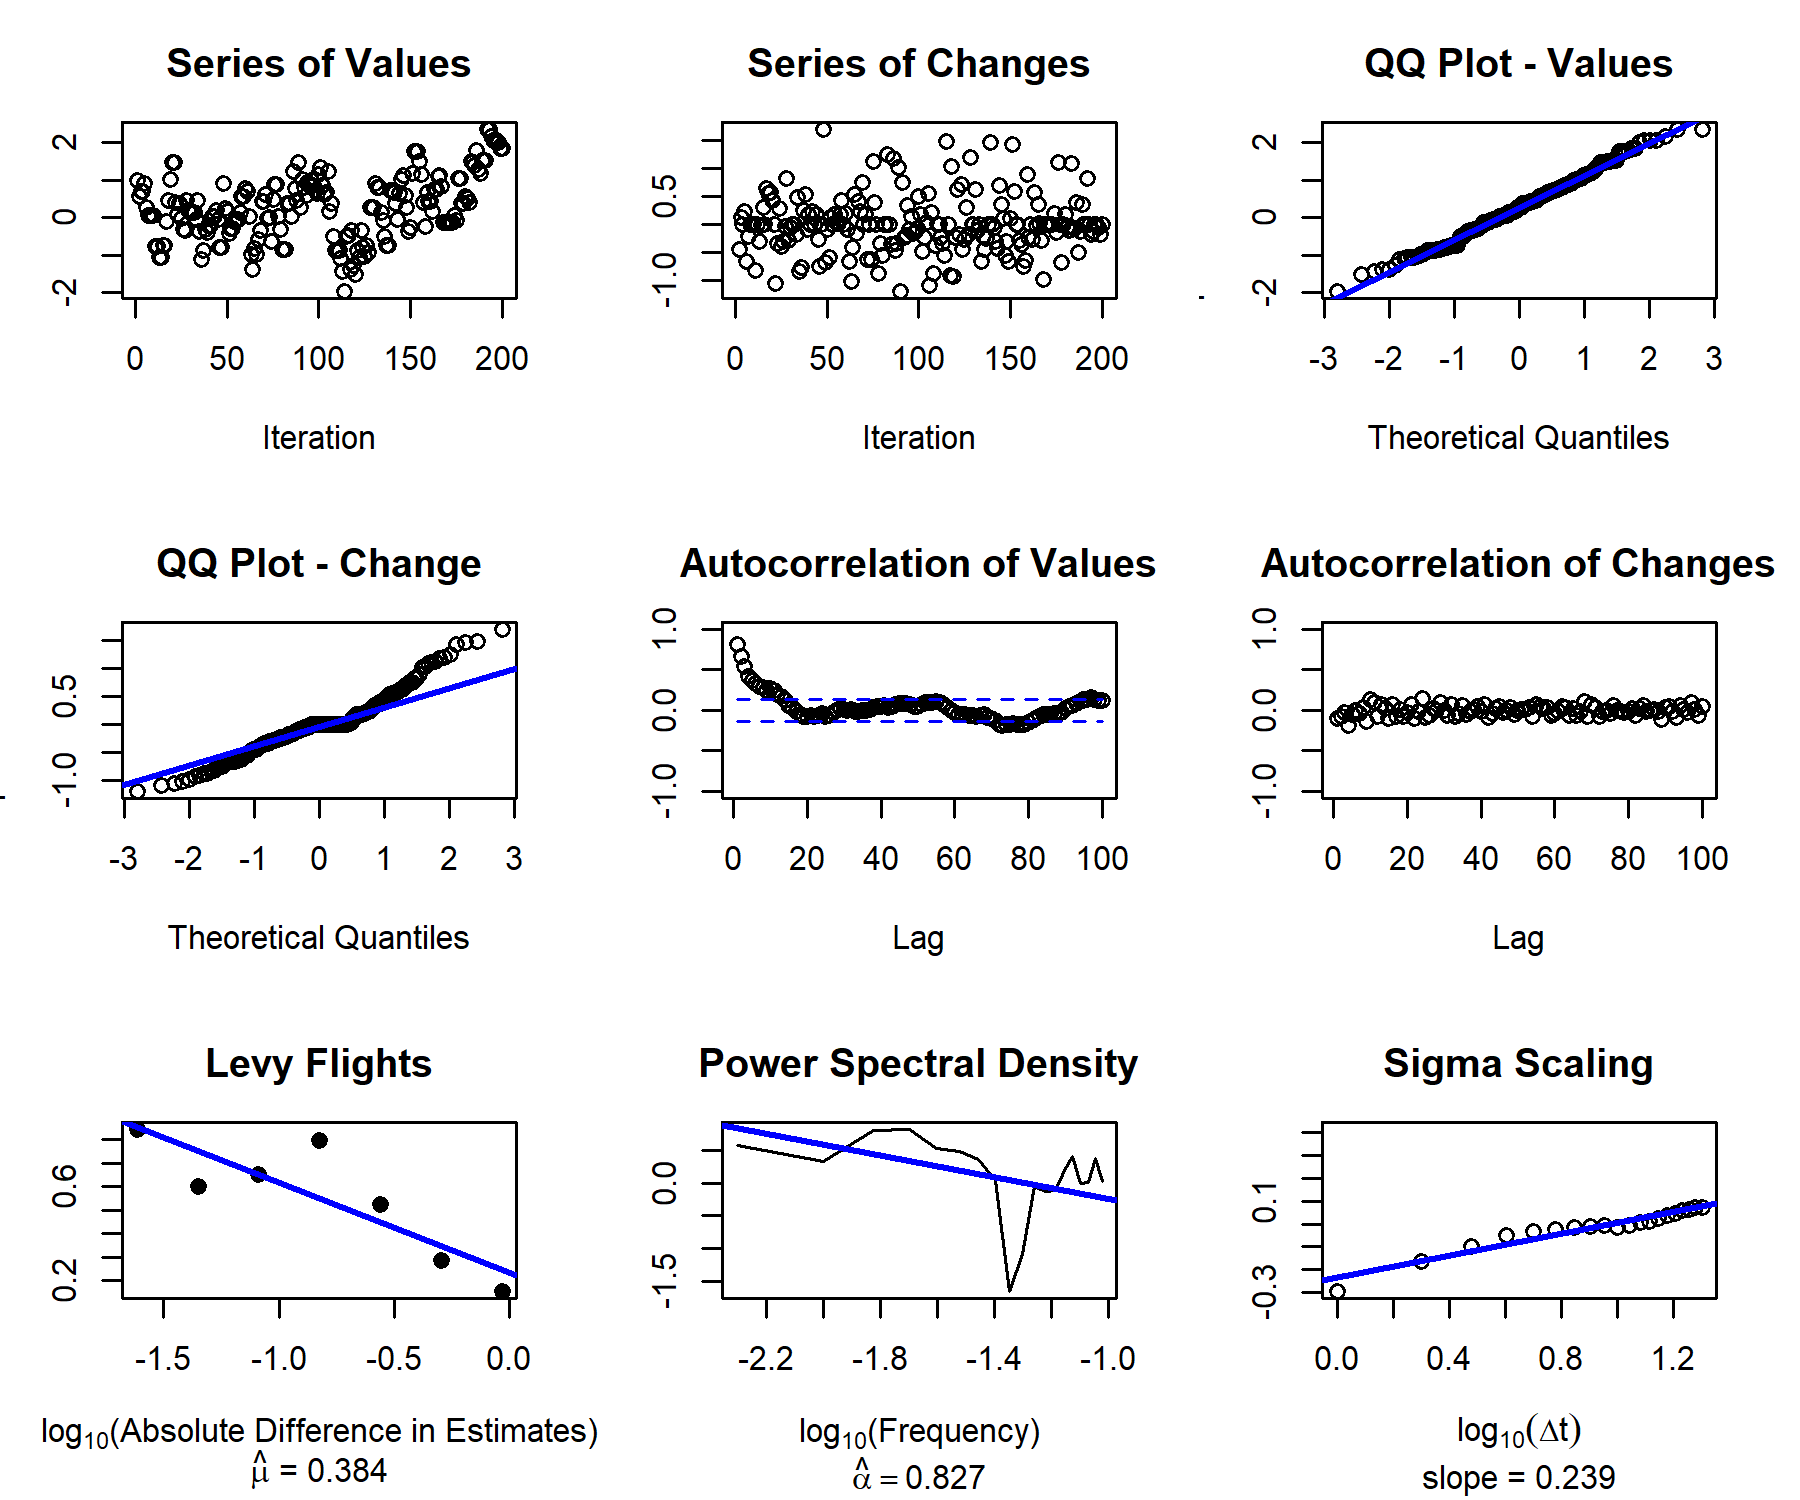 Series of Values
Series of Changes
QQ Plot - Values
2
0
-2
0.5
-1.0
2
0
-2
0 50 100 150 200
0 50 100 150 200
-3 -2 -1 0 1 2 3
Iteration
Iteration
Theoretical Quantiles
QQ Plot - Change
Autocorrelation of Values
Autocorrelation of Changes
0.5
-1.0
1.0
0.0
-1.0
1.0
0.0
-1.0
-3 -2 -1 0 1 2 3
0 20 40 60 80 100
0 20 40 60 80 100
Theoretical Quantiles
Lag
Lag
Levy Flights
Power Spectral Density
Sigma Scaling
0.6
0.2
0.0
-1.5
0.1
-0.3
-1.5 -1.0 -0.5 0.0
-2.2 -1.8 -1.4 -1.0
0.0 0.4 0.8 1.2
log₁₀(Absolute Difference in Estimates)
μ̂ = 0.384
log₁₀(Frequency)
α̂ = 0.827
log₁₀(Δt)
slope = 0.239